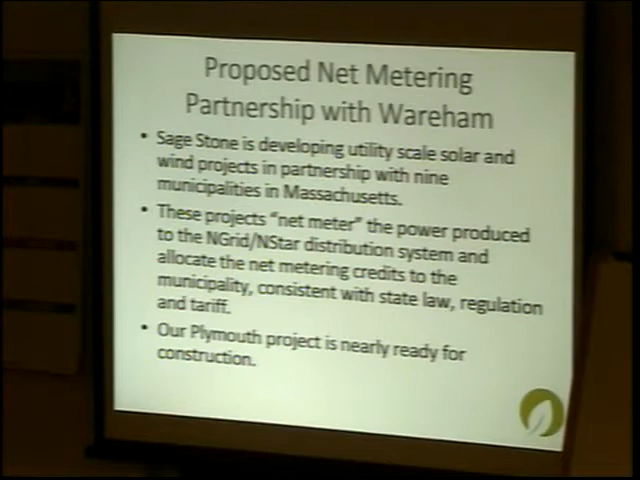 Proposed Net Metering
Partnership with Wareham
• Sage Stone is developing utility scale solar and
wind projects in partnership with nine
municipalities in Massachusetts.
• These projects "net meter" the power produced
to the NGrid/NStar distribution system and
allocate the net metering credits to the
municipality, consistent with state law, regulation
and tariff.
• Our Plymouth project is nearly ready for
construction.